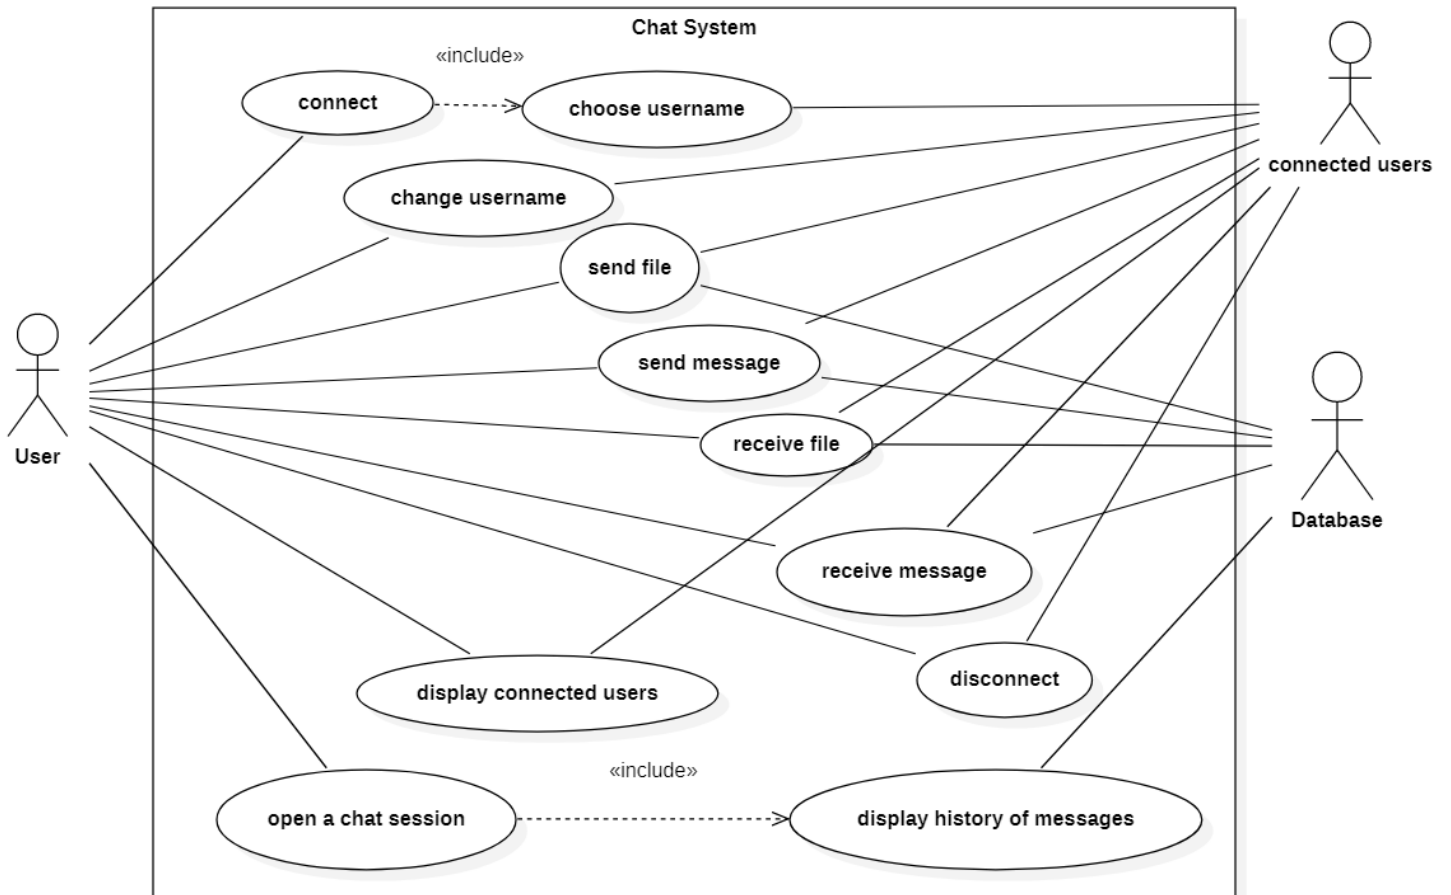 Chat System
«include»
connect
choose username
connected users
change username
send file
send message
receive file
User
Database
receive message
disconnect
display connected users
«include»
open a chat session
display history of messages